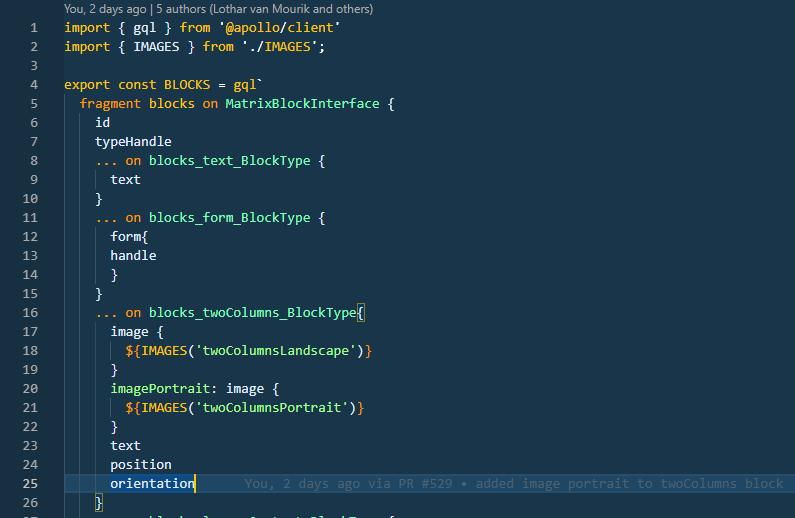 You, 2 days ago | 5 authors (Lothar van Mourik and others)
1 import { gql } from '@apollo/client'
2 import { IMAGES } from './IMAGES';
3
4 export const BLOCKS = gql`
5 fragment blocks on MatrixBlockInterface {
6 id
7 typeHandle
8 ... on blocks_text_BlockType {
9 text
10 }
11 ... on blocks_form_BlockType {
12 form{
13 handle
14 }
15 }
16 ... on blocks_twoColumns_BlockType{
17 image {
18 ${IMAGES('twoColumnsLandscape')}
19 }
20 imagePortrait: image {
21 ${IMAGES('twoColumnsPortrait')}
22 }
23 text
24 position
25 orientation You, 2 days ago via PR #529 • added image portrait to twoColumns block
26 }